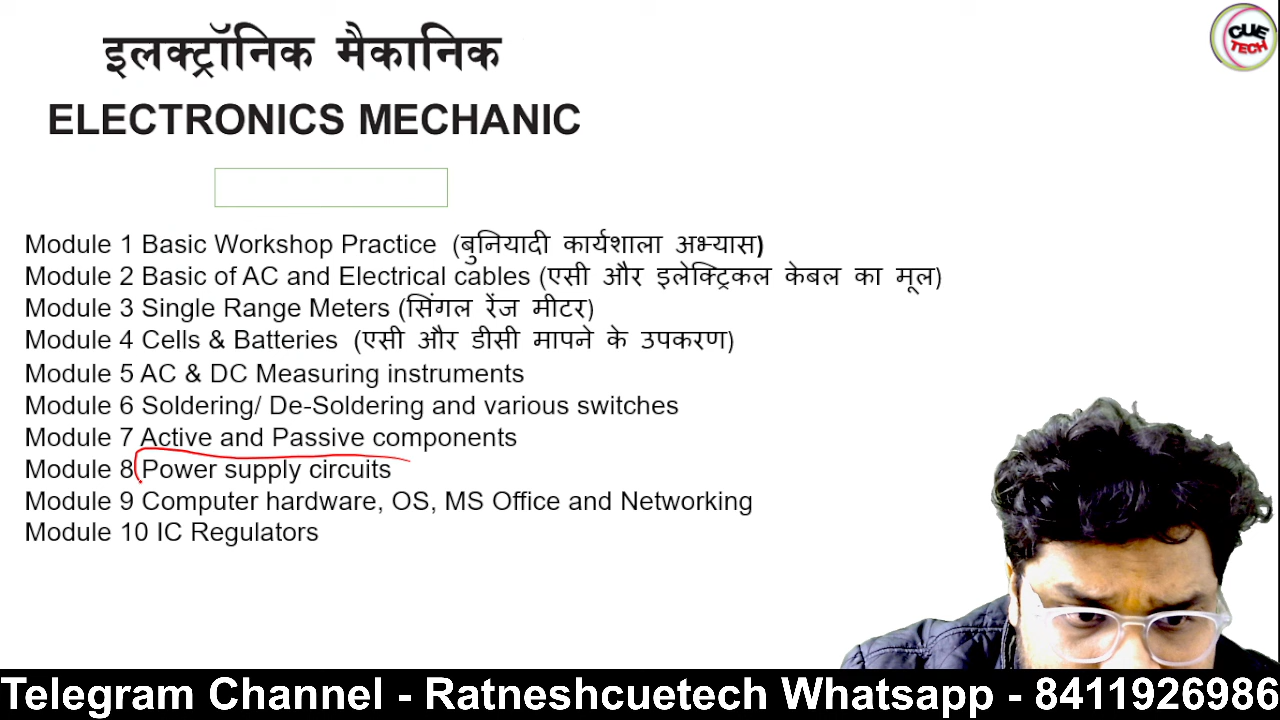 इलक्ट्रॉनिक मैकानिक
CUE
TECH
ELECTRONICS MECHANIC
Module 1 Basic Workshop Practice (बुनियादी कार्यशाला अभ्यास)
Module 2 Basic of AC and Electrical cables (एसी और इलेक्ट्रिकल केबल का मूल)
Module 3 Single Range Meters (सिंगल रेंज मीटर)
Module 4 Cells & Batteries (एसी और डीसी मापने के उपकरण)
Module 5 AC & DC Measuring instruments
Module 6 Soldering/ De-Soldering and various switches
Module 7 Active and Passive components
Module 8 Power supply circuits
Module 9 Computer hardware, OS, MS Office and Networking
Module 10 IC Regulators
Telegram Channel - Ratneshcuetech Whatsapp - 8411926986